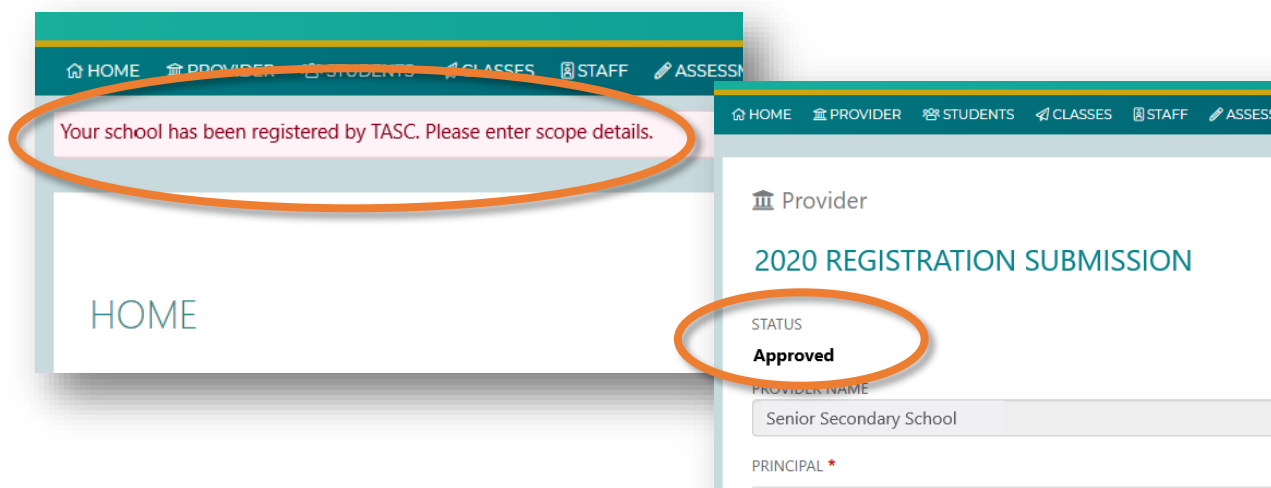 HOME PROVIDER STUDENTS CLASSES STAFF ASSESSM
Your school has been registered by TASC. Please enter scope details.
HOME
HOME PROVIDER STUDENTS CLASSES STAFF ASSESS
Provider
2020 REGISTRATION SUBMISSION
STATUS
Approved
PROVIDER NAME
Senior Secondary School
PRINCIPAL *